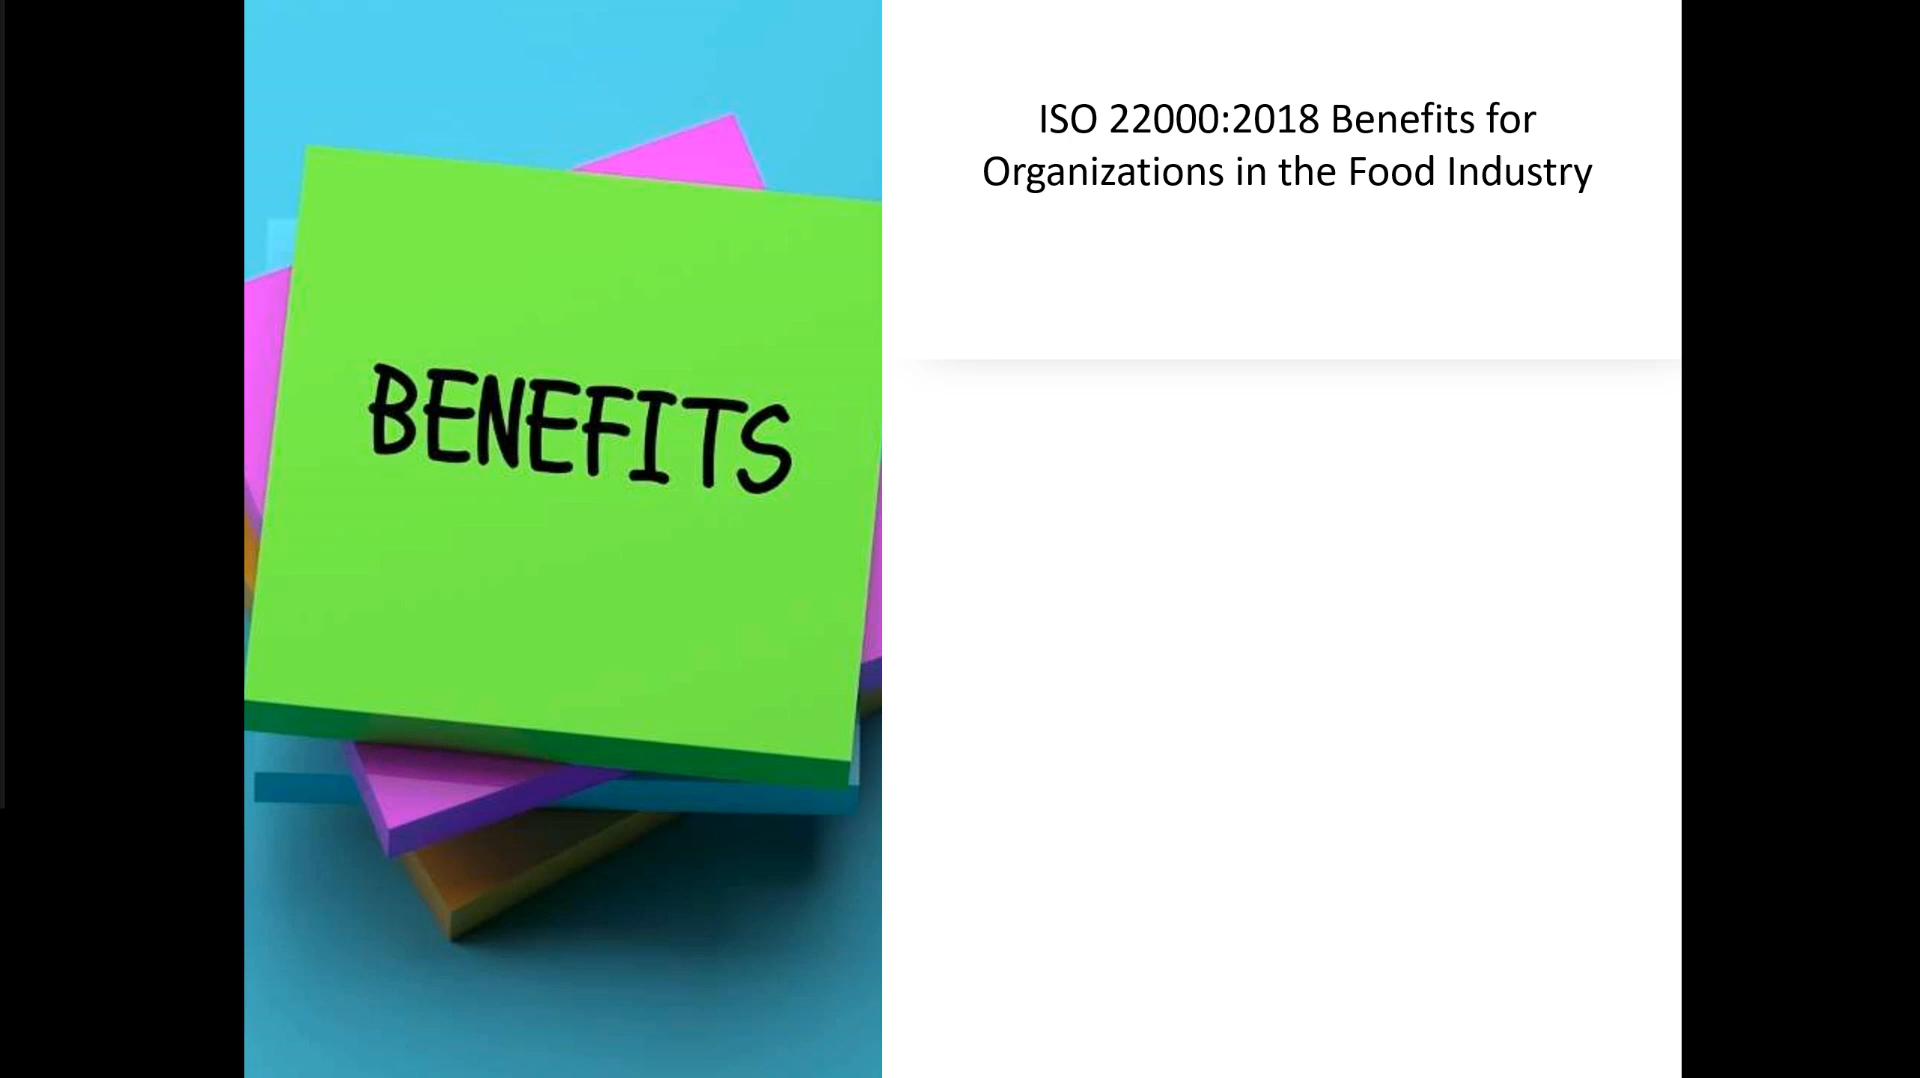 BENEFITS
ISO 22000:2018 Benefits for
Organizations in the Food Industry